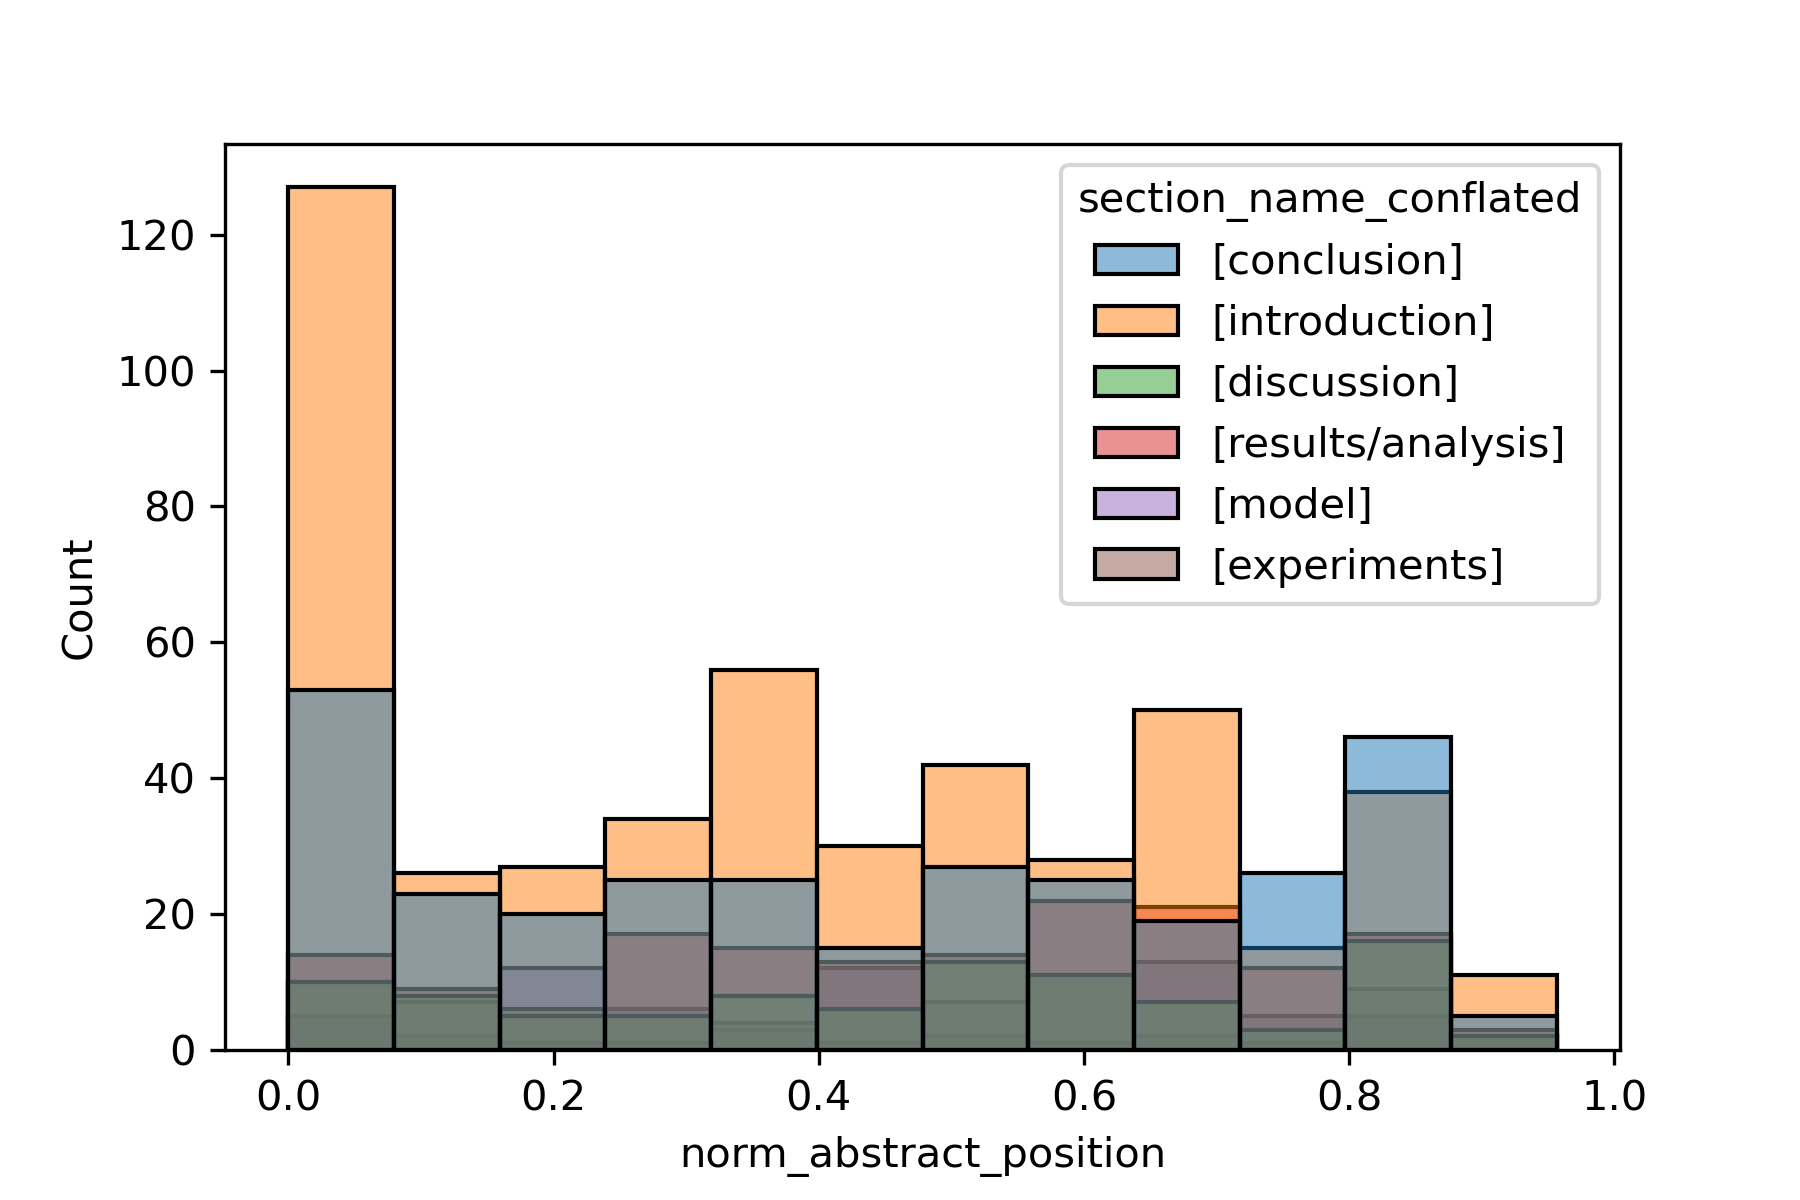 section_name_conflated
[conclusion]
[introduction]
[discussion]
[results/analysis]
[model]
[experiments]
120
100
80
60
40
20
0
Count
0.0 0.2 0.4 0.6 0.8 1.0
norm_abstract_position